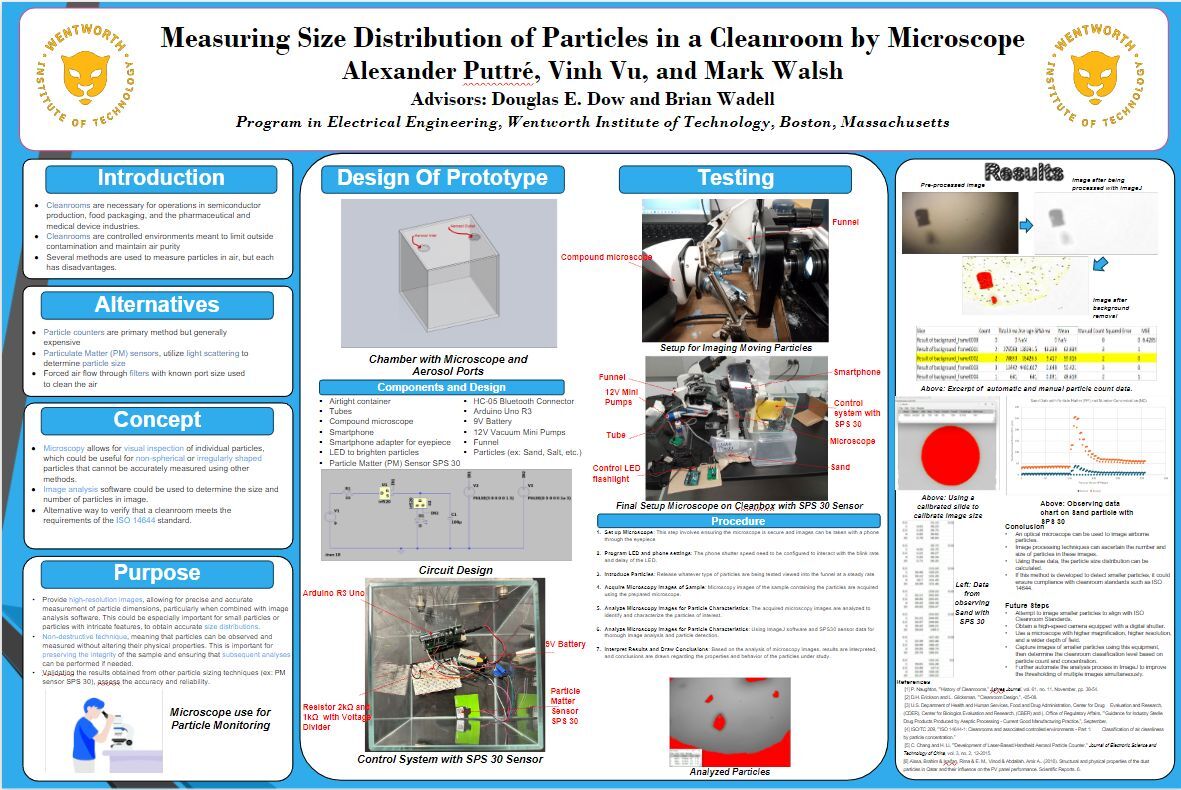 WENTWORTH
INSTITUTE OF TECHNOLOGY
Measuring Size Distribution of Particles in a Cleanroom by Microscope
Alexander Puttré, Vinh Vu, and Mark Walsh
Advisors: Douglas E. Dow and Brian Wadell
Program in Electrical Engineering, Wentworth Institute of Technology, Boston, Massachusetts
WENTWORTH
INSTITUTE OF TECHNOLOGY
Introduction
● Cleanrooms are necessary for operations in semiconductor
production, food packaging, and the pharmaceutical and
medical device industries.
● Cleanrooms are controlled environments meant to limit outside
contamination and maintain air purity
● Several methods are used to measure particles in air, but each
has disadvantages.
Alternatives
● Particle counters are primary method but generally
expensive
● Particulate Matter (PM) sensors, utilize light scattering to
determine particle size
● Forced air flow through filters with known port size used
to clean the air
Concept
● Microscopy allows for visual inspection of individual particles,
which could be useful for non-spherical or irregularly shaped
particles that cannot be accurately measured using other
methods.
● Image analysis software could be used to determine the size and
number of particles in image.
● Alternative way to verify that a cleanroom meets the
requirements of the ISO 14644 standard.
Purpose
• Provide high-resolution images, allowing for precise and accurate
measurement of particle dimensions, particularly when combined with image
analysis software. This could be especially important for small particles or
particles with intricate features, to obtain accurate size distributions.
• Non-destructive technique, meaning that particles can be observed and
measured without altering their physical properties. This is important for
preserving the integrity of the sample and ensuring that subsequent analyses
can be performed if needed.
• Validating the results obtained from other particle sizing techniques (ex: PM
sensor SPS 30), assess the accuracy and reliability.
Microscope use for
Particle Monitoring
Design Of Prototype
Chamber with Microscope and
Aerosol Ports
Components and Design
• Airtight container
• Tubes
• Compound microscope
• Smartphone
• Smartphone adapter for eyepiece
• LED to brighten particles
• Particle Matter (PM) Sensor SPS 30
• HC-05 Bluetooth Connector
• Arduino Uno R3
• 9V Battery
• 12V Vacuum Mini Pumps
• Funnel
• Particles (ex: Sand, Salt, etc.)
Circuit Design
Arduino R3 Uno
9V Battery
Particle
Matter
Sensor
SPS 30
Resistor 2kΩ and
1kΩ with Voltage
Divider
Control System with SPS 30 Sensor
Testing
Funnel
Compound microscope
Setup for Imaging Moving Particles
Funnel
12V Mini
Pumps
Tube
Control LED
flashlight
Smartphone
Control
system with
SPS 30
Microscope
Sand
Final Setup Microscope on Cleanbox with SPS 30 Sensor
Procedure
1. Set up Microscope: This step involves ensuring the microscope is secure and images can be taken with a phone
through the eyepiece
2. Program LED and phone settings: The phone shutter speed need to be configured to interact with the blink rate
and delay of the LED.
3. Introduce Particles: Release whatever type of particles are being tested viewed into the funnel at a steady rate
4. Acquire Microscopy Images of Sample: Microscopy images of the sample containing the particles are acquired
using the prepared microscope.
5. Analyze Microscopy Images for Particle Characteristics: The acquired microscopy images are analyzed to
identify and characterize the particles of interest.
6. Analyze Microscopy Images for Particle Characteristics: Using ImageJ software and SPS30 sensor data for
thorough image analysis and particle detection.
7. Interpret Results and Draw Conclusions: Based on the analysis of microscopy images, results are interpreted,
and conclusions are drawn regarding the properties and behavior of the particles under study.
Analyzed Particles
Results
Pre-processed image
Image after being
processed with ImageJ
Image after
background
removal
Above: Excerpt of automatic and manual particle count data.
Above: Using a
calibrated slide to
calibrate image size
Above: Observing data
chart on Sand particle with
SPS 30
Left: Data
from
observing
Sand with
SPS 30
Conclusion
• An optical microscope can be used to image airborne
particles.
• Image processing techniques can ascertain the number and
size of particles in these images.
• Using these data, the particle size distribution can be
calculated.
• If this method is developed to detect smaller particles, it could
ensure compliance with cleanroom standards such as ISO
14644.
Future Steps
• Attempt to image smaller particles to align with ISO
Cleanroom Standards.
• Obtain a high-speed camera equipped with a digital shutter.
• Use a microscope with higher magnification, higher resolution,
and a wider depth of field.
• Capture images of smaller particles using this equipment,
then determine the cleanroom classification level based on
particle count and concentration.
• Further automate the analysis process in ImageJ to improve
the thresholding of multiple images simultaneously.
References